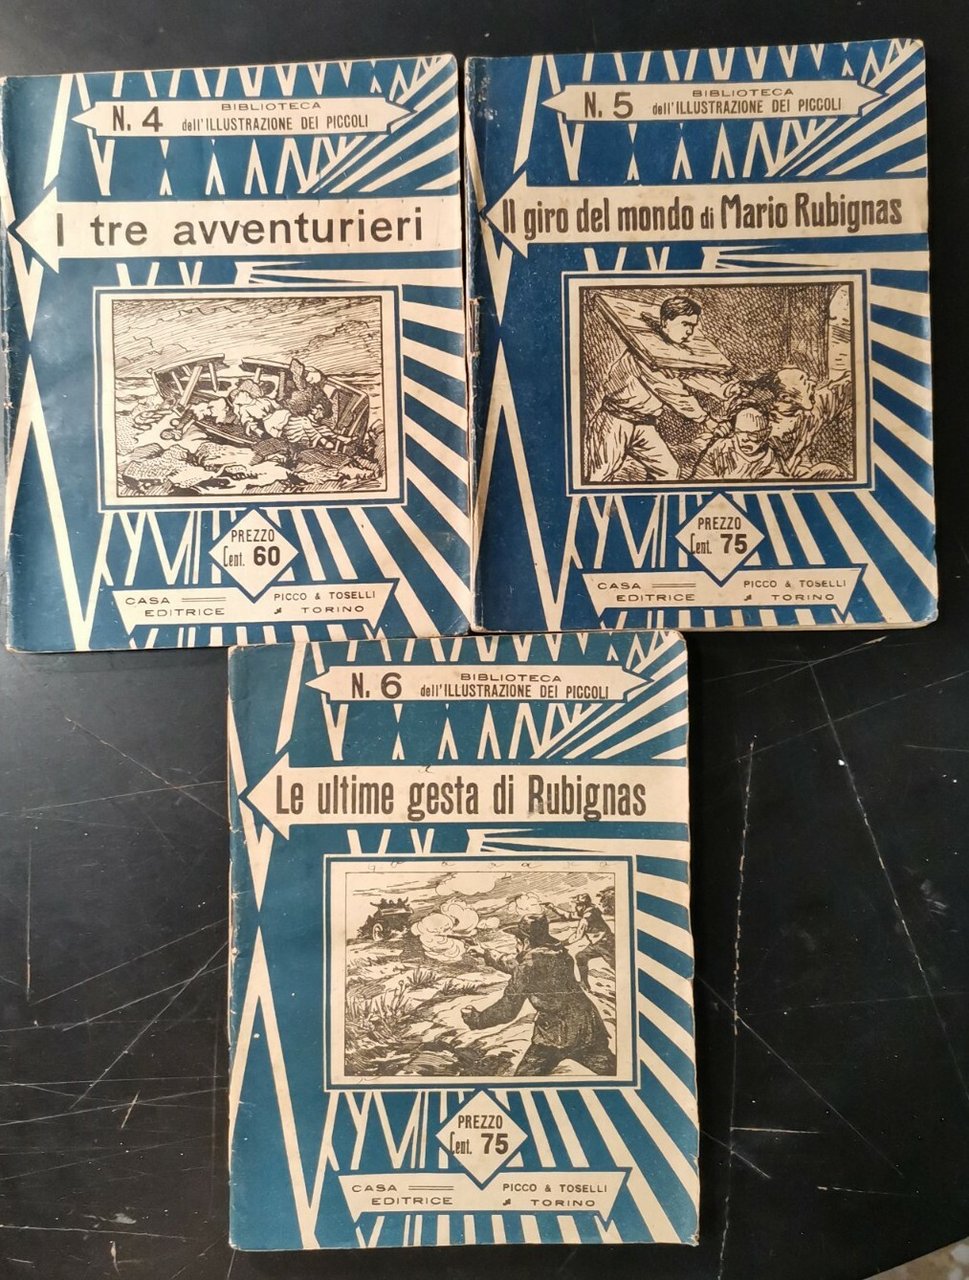 BIBLIOTECA
N. 4 dell'ILLUSTRAZIONE DEI PICCOLI
I tre avventurieri
PREZZO
Cent. 60
CASA PICCO & TOSELLI
EDITRICE TORINO
BIBLIOTECA
N. 5 dell'ILLUSTRAZIONE DEI PICCOLI
Il giro del mondo di Mario Rubignas
PREZZO
Cent. 75
CASA PICCO & TOSELLI
EDITRICE TORINO
BIBLIOTECA
N. 6 dell'ILLUSTRAZIONE DEI PICCOLI
Le ultime gesta di Rubignas
PREZZO
Cent. 75
CASA PICCO & TOSELLI
EDITRICE TORINO